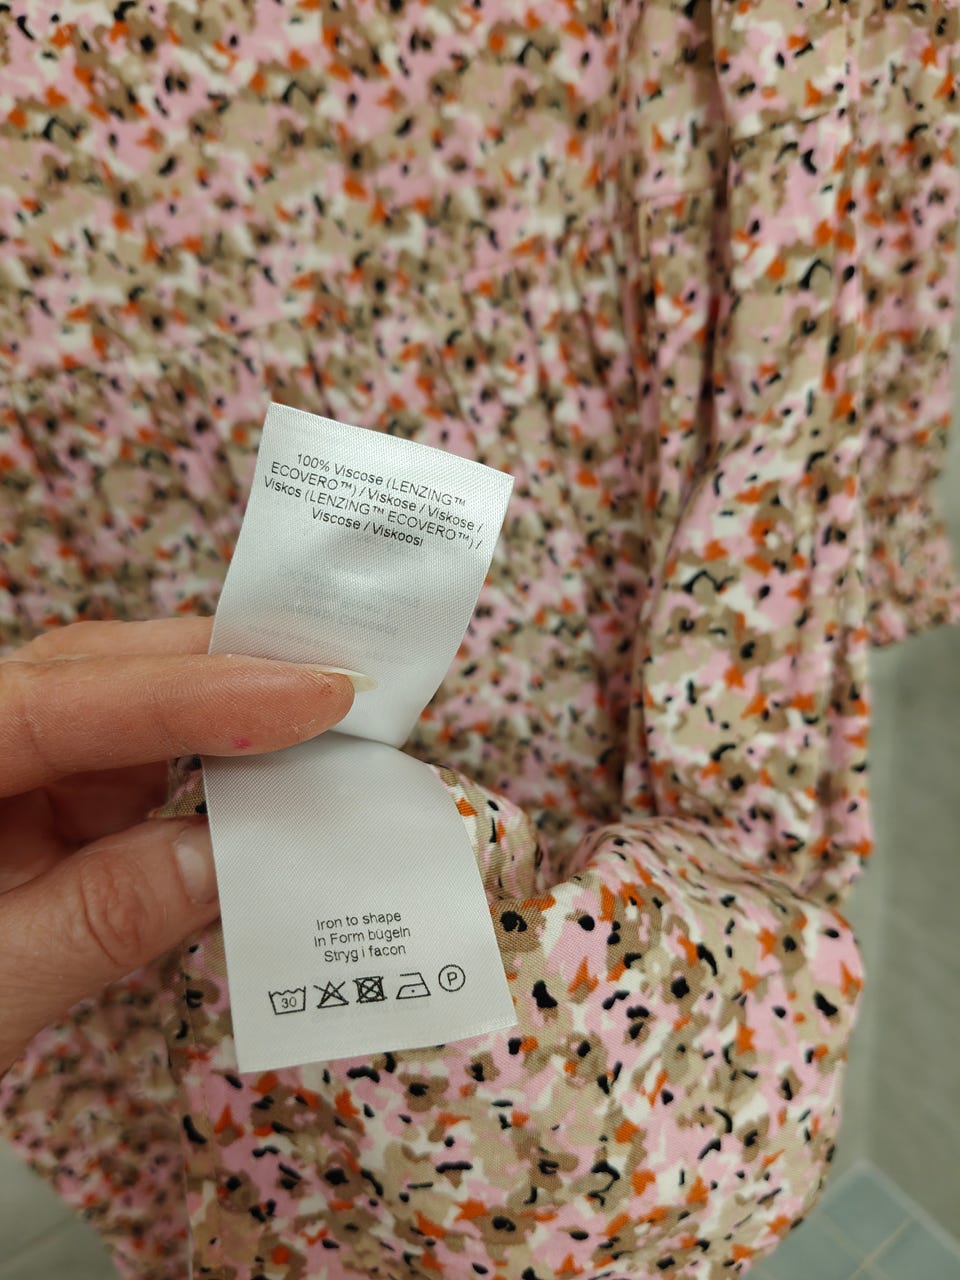 100% Viscose (LENZING™
ECOVERO™) / Viskose / Viskose /
Viskos (LENZING™ ECOVERO™) /
Viscose / Viskoosi
Iron to shape
In Form bügeln
Stryg i facon
30
P